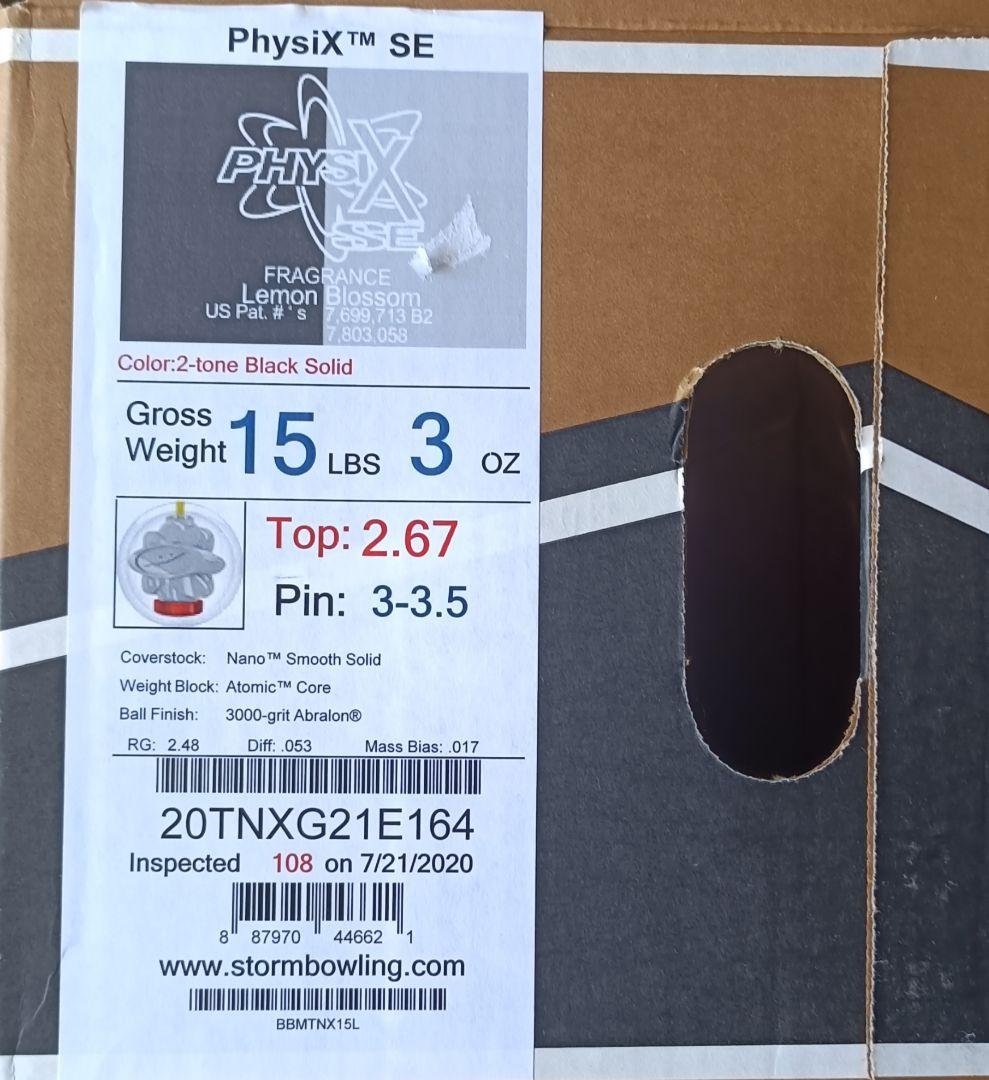 PhysiX™ SE
PHYSIX
SE
FRAGRANCE
Lemon Blossom
US Pat. #'s 7,699,713 B2
7,803,058
Color:2-tone Black Solid
Gross Weight 15 LBS 3 OZ
Top: 2.67
Pin: 3-3.5
Coverstock: Nano™ Smooth Solid
Weight Block: Atomic™ Core
Ball Finish: 3000-grit Abralon®
RG: 2.48 Diff: .053 Mass Bias: .017
20TNXG21E164
Inspected 108 on 7/21/2020
8 87970 44662 1
www.stormbowling.com
BBMTNX15L